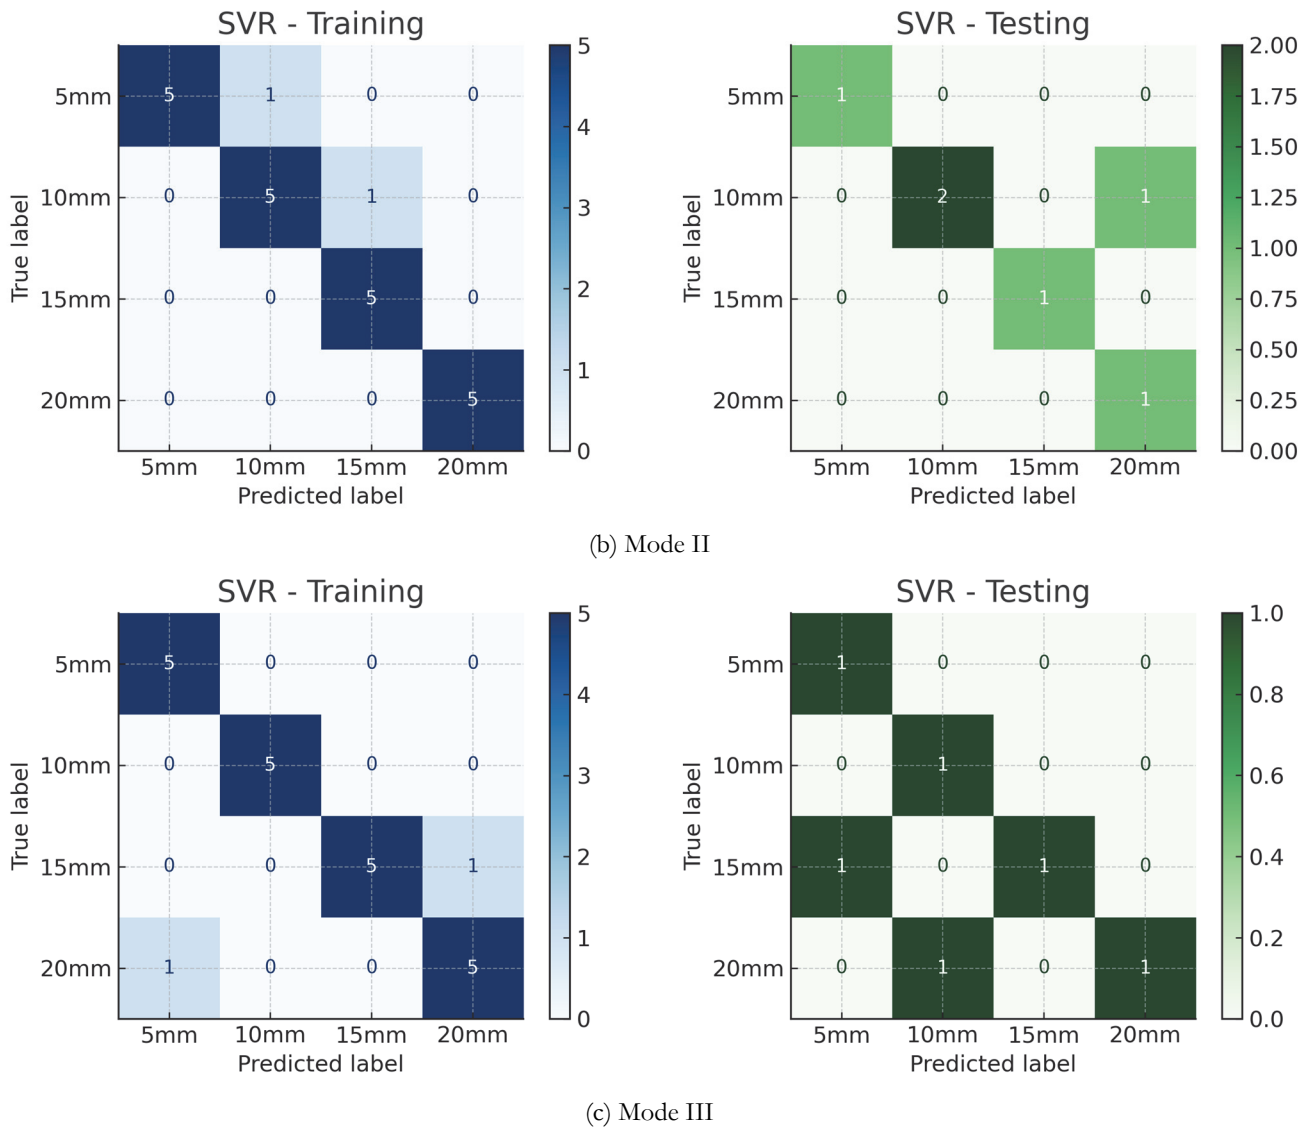 SVR - Training
5mm 5 1 0 0
10mm 0 5 1 0
15mm 0 0 5 0
20mm 0 0 0 5
5mm 10mm 15mm 20mm
Predicted label
True label
5
4
3
2
1
0
SVR - Testing
5mm 1 0 0 0
10mm 0 2 0 1
15mm 0 0 1 0
20mm 0 0 0 1
5mm 10mm 15mm 20mm
Predicted label
True label
2.00
1.75
1.50
1.25
1.00
0.75
0.50
0.25
0.00
(b) Mode II
SVR - Training
5mm 5 0 0 0
10mm 0 5 0 0
15mm 0 0 5 1
20mm 1 0 0 5
5mm 10mm 15mm 20mm
Predicted label
True label
5
4
3
2
1
0
SVR - Testing
5mm 1 0 0 0
10mm 0 1 0 0
15mm 1 0 1 0
20mm 0 1 0 1
5mm 10mm 15mm 20mm
Predicted label
True label
1.0
0.8
0.6
0.4
0.2
0.0
(c) Mode III